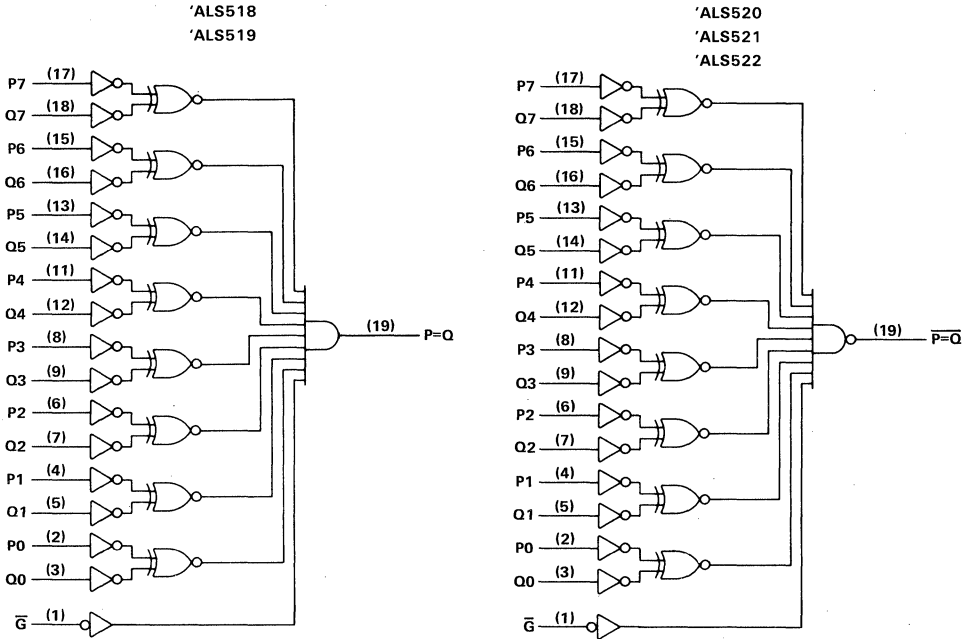 'ALS518
'ALS519
P7 (17)
Q7 (18)
P6 (15)
Q6 (16)
P5 (13)
Q5 (14)
P4 (11)
Q4 (12)
P3 (8)
Q3 (9)
P2 (6)
Q2 (7)
P1 (4)
Q1 (5)
P0 (2)
Q0 (3)
G̅ (1)
(19) P=Q
'ALS520
'ALS521
'ALS522
P7 (17)
Q7 (18)
P6 (15)
Q6 (16)
P5 (13)
Q5 (14)
P4 (11)
Q4 (12)
P3 (8)
Q3 (9)
P2 (6)
Q2 (7)
P1 (4)
Q1 (5)
P0 (2)
Q0 (3)
G̅ (1)
(19) P̅=̅Q̅